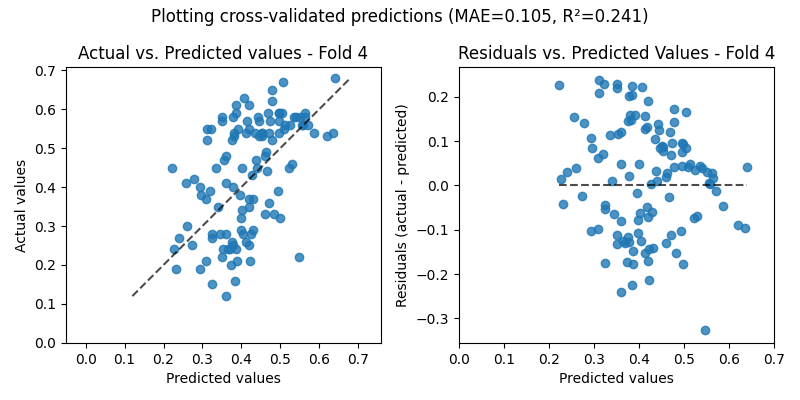 Plotting cross-validated predictions (MAE=0.105, R²=0.241)
Actual vs. Predicted values - Fold 4
Residuals vs. Predicted Values - Fold 4
Actual values
0.7
0.6
0.5
0.4
0.3
0.2
0.1
0.0
0.0 0.1 0.2 0.3 0.4 0.5 0.6 0.7
Predicted values
Residuals (actual - predicted)
0.2
0.1
0.0
−0.1
−0.2
−0.3
0.0 0.1 0.2 0.3 0.4 0.5 0.6 0.7
Predicted values